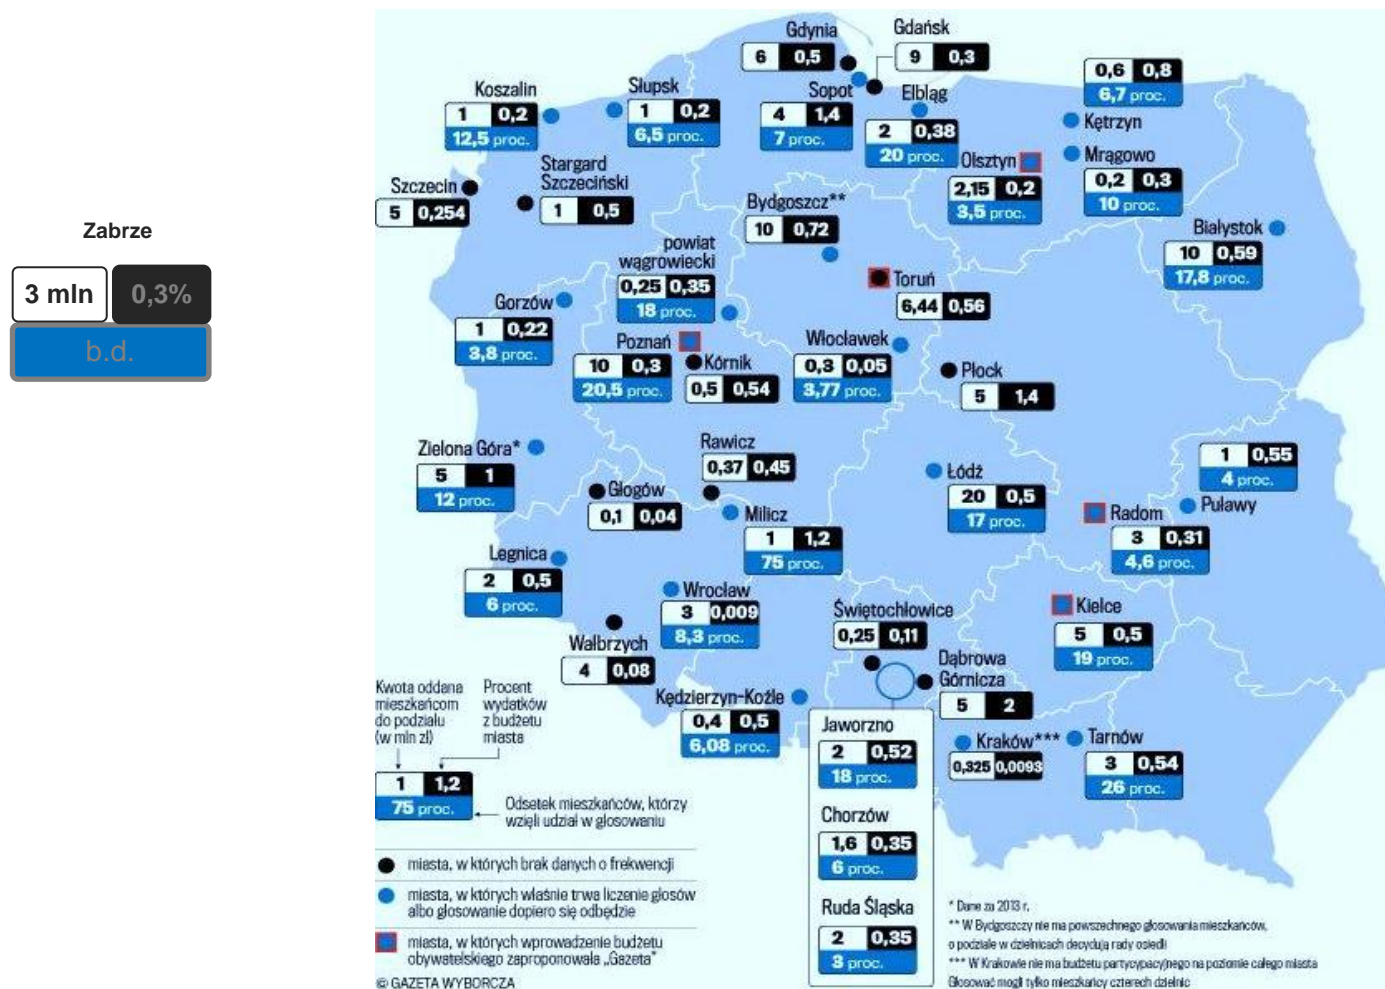 Zabrze
3 mln 0,3%
b.d.
Gdynia
6 0,5
Gdańsk
9 0,3
0,6 0,8
6,7 proc.
Kętrzyn
Koszalin
1 0,2
12,5 proc.
Słupsk
1 0,2
6,5 proc.
Sopot
4 1,4
7 proc.
Elbląg
2 0,38
20 proc.
Olsztyn
2,15 0,2
3,5 proc.
Mrągowo
0,2 0,3
10 proc.
Szczecin
5 0,254
Stargard
Szczeciński
1 0,5
Bydgoszcz**
10 0,72
Białystok
10 0,59
17,8 proc.
powiat
wągrowiecki
0,25 0,35
18 proc.
Toruń
6,44 0,56
Gorzów
1 0,22
3,8 proc.
Poznań
10 0,3
20,5 proc.
Kórnik
0,5 0,54
Włocławek
0,3 0,05
3,77 proc.
Płock
5 1,4
Zielona Góra*
5 1
12 proc.
Rawicz
0,37 0,45
Głogów
0,1 0,04
Milicz
1 1,2
75 proc.
Łódź
20 0,5
17 proc.
1 0,55
4 proc.
Puławy
Radom
3 0,31
4,6 proc.
Legnica
2 0,5
6 proc.
Wrocław
3 0,009
8,3 proc.
Świętochłowice
0,25 0,11
Kielce
5 0,5
19 proc.
Wałbrzych
4 0,08
Dąbrowa
Górnicza
5 2
Kędzierzyn-Koźle
0,4 0,5
6,08 proc.
Kraków***
0,325 0,0093
Tarnów
3 0,54
26 proc.
Jaworzno
2 0,52
18 proc.
Chorzów
1,6 0,35
6 proc.
Ruda Śląska
2 0,35
3 proc.
Kwota oddana
mieszkańcom
do podziału
(w mln zł)
Procent
wydatków
z budżetu
miasta
1 1,2
75 proc.
Odsetek mieszkańców, którzy
wzięli udział w głosowaniu
miasta, w których brak danych o frekwencji
miasta, w których właśnie trwa liczenie głosów
albo głosowanie dopiero się odbędzie
miasta, w których wprowadzenie budżetu
obywatelskiego zaproponowała „Gazeta"
© GAZETA WYBORCZA
* Dane za 2013 r.
** W Bydgoszczy nie ma powszechnego głosowania mieszkańców,
o podziale w dzielnicach decydują rady osiedli
*** W Krakowie nie ma budżetu partycypacyjnego na poziomie całego miasta
Głosować mogli tylko mieszkańcy czterech dzielnic